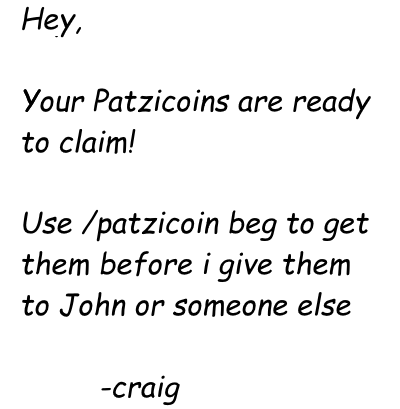 Hey,
Your Patzicoins are ready
to claim!
Use /patzicoin beg to get
them before i give them
to John or someone else
-craig